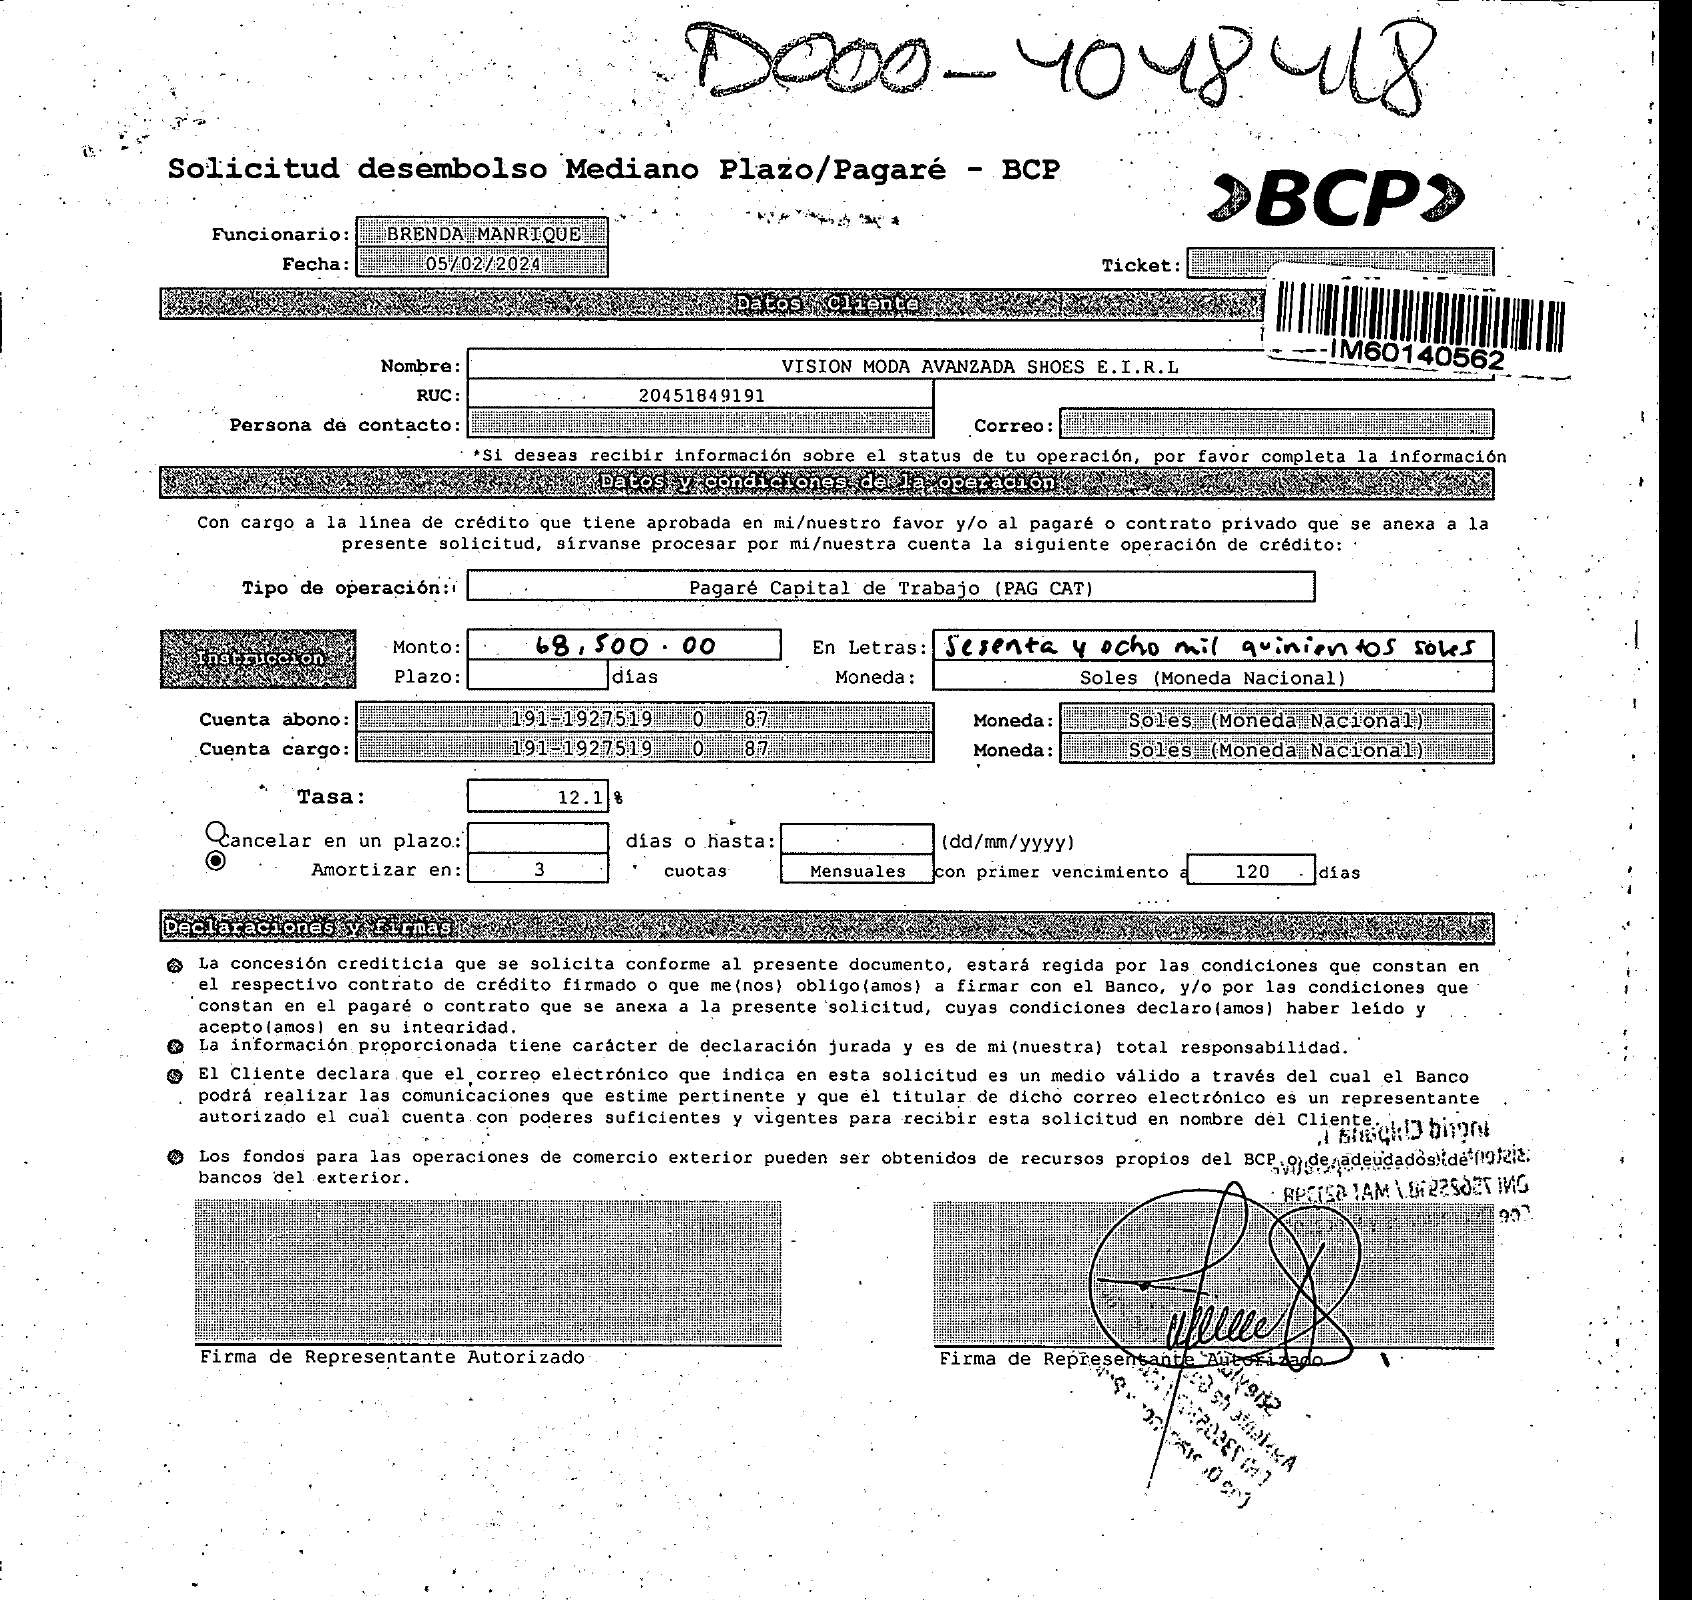 D000-4048418
Solicitud desembolso Mediano Plazo/Pagaré - BCP
BCP
Funcionario: BRENDA MANRIQUE
Fecha: 05/02/2024
Ticket:
Datos Cliente
IM60140562
Nombre: VISION MODA AVANZADA SHOES E.I.R.L
RUC: 20451849191
Persona de contacto: Correo:
*Si deseas recibir información sobre el status de tu operación, por favor completa la información
Datos y condiciones de la operación
Con cargo a la línea de crédito que tiene aprobada en mi/nuestro favor y/o al pagaré o contrato privado que se anexa a la
presente solicitud, sírvanse procesar por mi/nuestra cuenta la siguiente operación de crédito:
Tipo de operación: Pagaré Capital de Trabajo (PAG CAT)
Instrucción
Monto: 68,500.00 En Letras: Sesenta y ocho mil quinientos soles
Plazo: días Moneda: Soles (Moneda Nacional)
Cuenta abono: 191-1927519 0 87 Moneda: Soles (Moneda Nacional)
Cuenta cargo: 191-1927519 0 87 Moneda: Soles (Moneda Nacional)
Tasa: 12.1 %
Cancelar en un plazo: días o hasta: (dd/mm/yyyy)
Amortizar en: 3 cuotas Mensuales con primer vencimiento a 120 días
Declaraciones y firmas
La concesión crediticia que se solicita conforme al presente documento, estará regida por las condiciones que constan en
el respectivo contrato de crédito firmado o que me(nos) obligo(amos) a firmar con el Banco, y/o por las condiciones que
constan en el pagaré o contrato que se anexa a la presente solicitud, cuyas condiciones declaro(amos) haber leído y
acepto(amos) en su integridad.
La información proporcionada tiene carácter de declaración jurada y es de mi(nuestra) total responsabilidad.
El Cliente declara que el correo electrónico que indica en esta solicitud es un medio válido a través del cual el Banco
podrá realizar las comunicaciones que estime pertinente y que el titular de dicho correo electrónico es un representante
autorizado el cual cuenta con poderes suficientes y vigentes para recibir esta solicitud en nombre del Cliente.
Los fondos para las operaciones de comercio exterior pueden ser obtenidos de recursos propios del BCP o de adeudados de
bancos del exterior.
Firma de Representante Autorizado
Firma de Representante Autorizado